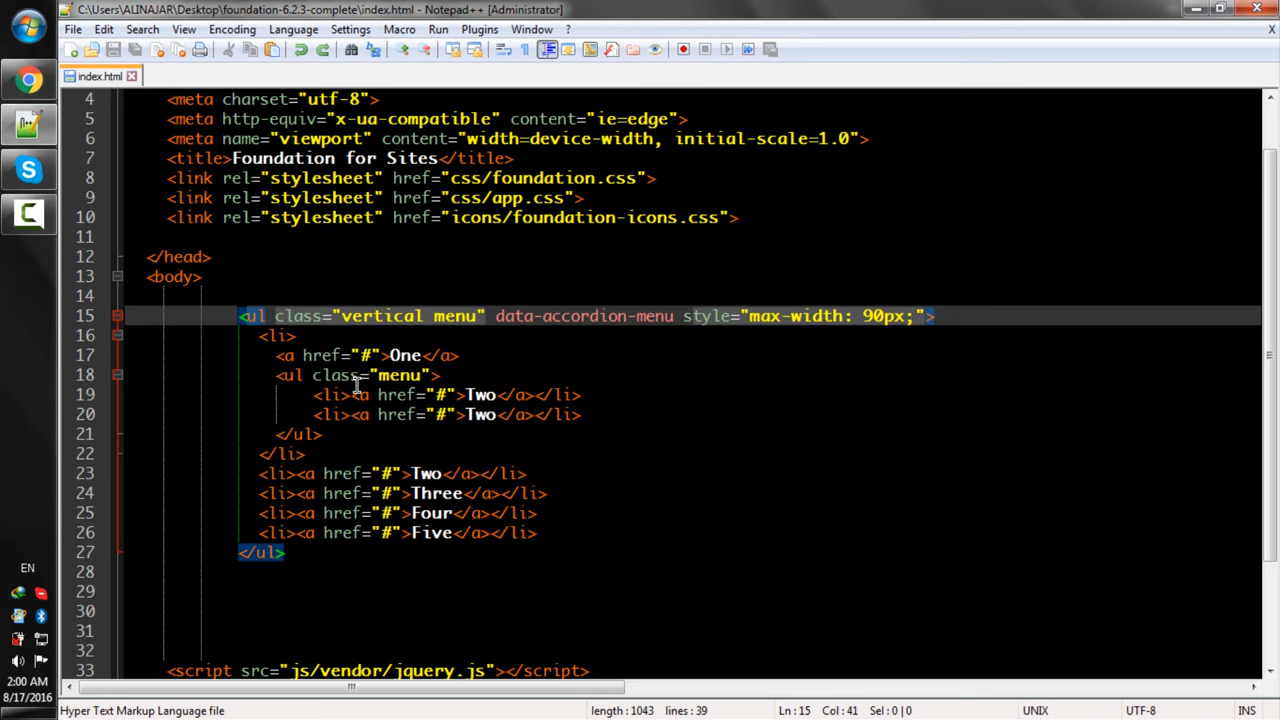 C:\Users\ALINAJAR\Desktop\foundation-6.2.3-complete\index.html - Notepad++ [Administrator]
File Edit Search View Encoding Language Settings Macro Run Plugins Window ? X
index.html
4 <meta charset="utf-8">
5 <meta http-equiv="x-ua-compatible" content="ie=edge">
6 <meta name="viewport" content="width=device-width, initial-scale=1.0">
7 <title>Foundation for Sites</title>
8 <link rel="stylesheet" href="css/foundation.css">
9 <link rel="stylesheet" href="css/app.css">
10 <link rel="stylesheet" href="icons/foundation-icons.css">
11
12 </head>
13 <body>
14
15 <ul class="vertical menu" data-accordion-menu style="max-width: 90px;">
16 <li>
17 <a href="#">One</a>
18 <ul class="menu">
19 <li><a href="#">Two</a></li>
20 <li><a href="#">Two</a></li>
21 </ul>
22 </li>
23 <li><a href="#">Two</a></li>
24 <li><a href="#">Three</a></li>
25 <li><a href="#">Four</a></li>
26 <li><a href="#">Five</a></li>
27 </ul>
28
29
30
31
32
33 <script src="js/vendor/jquery.js"></script>
EN
2:00 AM
8/17/2016
Hyper Text Markup Language file length : 1043 lines : 39 Ln : 15 Col : 41 Sel : 0 | 0 UNIX UTF-8 INS